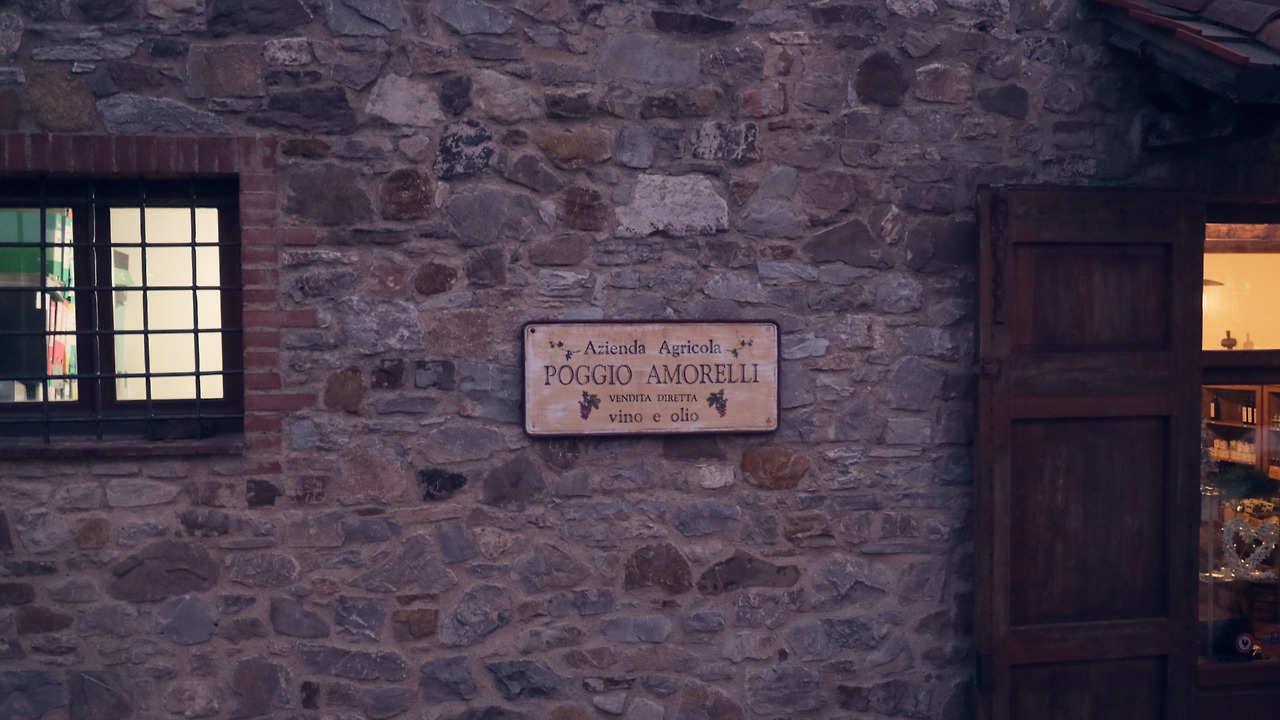 Azienda Agricola
POGGIO AMORELLI
VENDITA DIRETTA
vino e olio